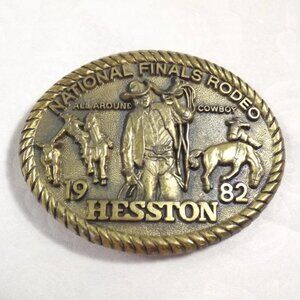 NATIONAL FINALS RODEO
ALL AROUND COWBOY
19 82
HESSTON